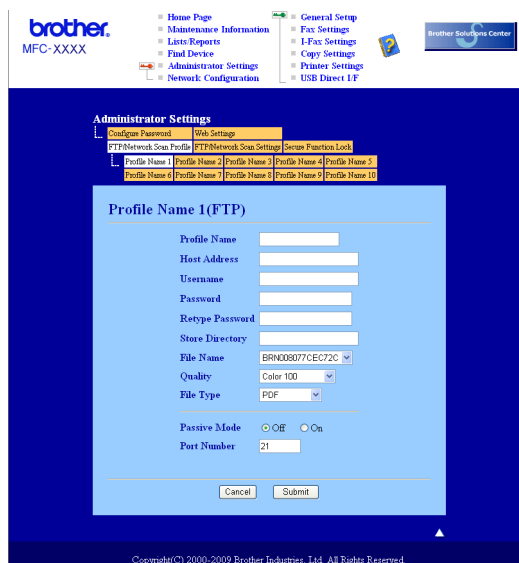 brother.
MFC-XXXX
Home Page
Maintenance Information
Lists/Reports
Find Device
Administrator Settings
Network Configuration
General Setup
Fax Settings
I-Fax Settings
Copy Settings
Printer Settings
USB Direct I/F
Brother Solutions Center
Administrator Settings
Configure Password Web Settings
FTP/Network Scan Profile FTP/Network Scan Settings Secure Function Lock
Profile Name 1 Profile Name 2 Profile Name 3 Profile Name 4 Profile Name 5
Profile Name 6 Profile Name 7 Profile Name 8 Profile Name 9 Profile Name 10
Profile Name 1(FTP)
Profile Name
Host Address
Username
Password
Retype Password
Store Directory
File Name BRN008077CEC72C
Quality Color 100
File Type PDF
Passive Mode Off On
Port Number 21
Cancel Submit
Copyright(C) 2000-2009 Brother Industries, Ltd. All Rights Reserved.